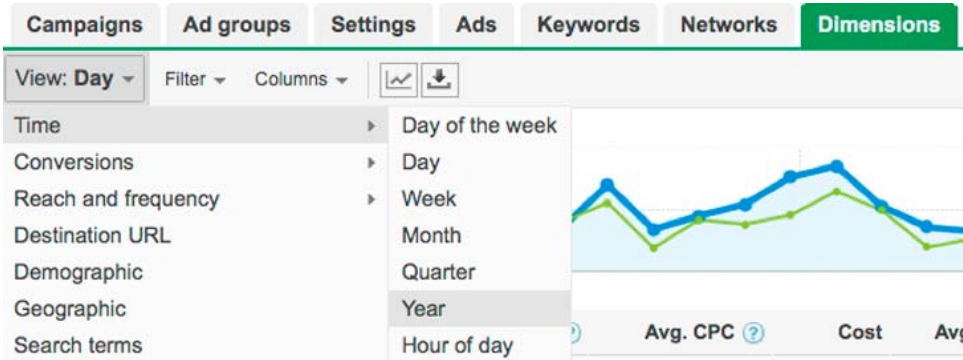 Campaigns Ad groups Settings Ads Keywords Networks Dimensions
View: Day Filter Columns
Time Day of the week
Conversions Day
Reach and frequency Week
Destination URL Month
Demographic Quarter
Geographic Year
Search terms Hour of day
Avg. CPC ? Cost